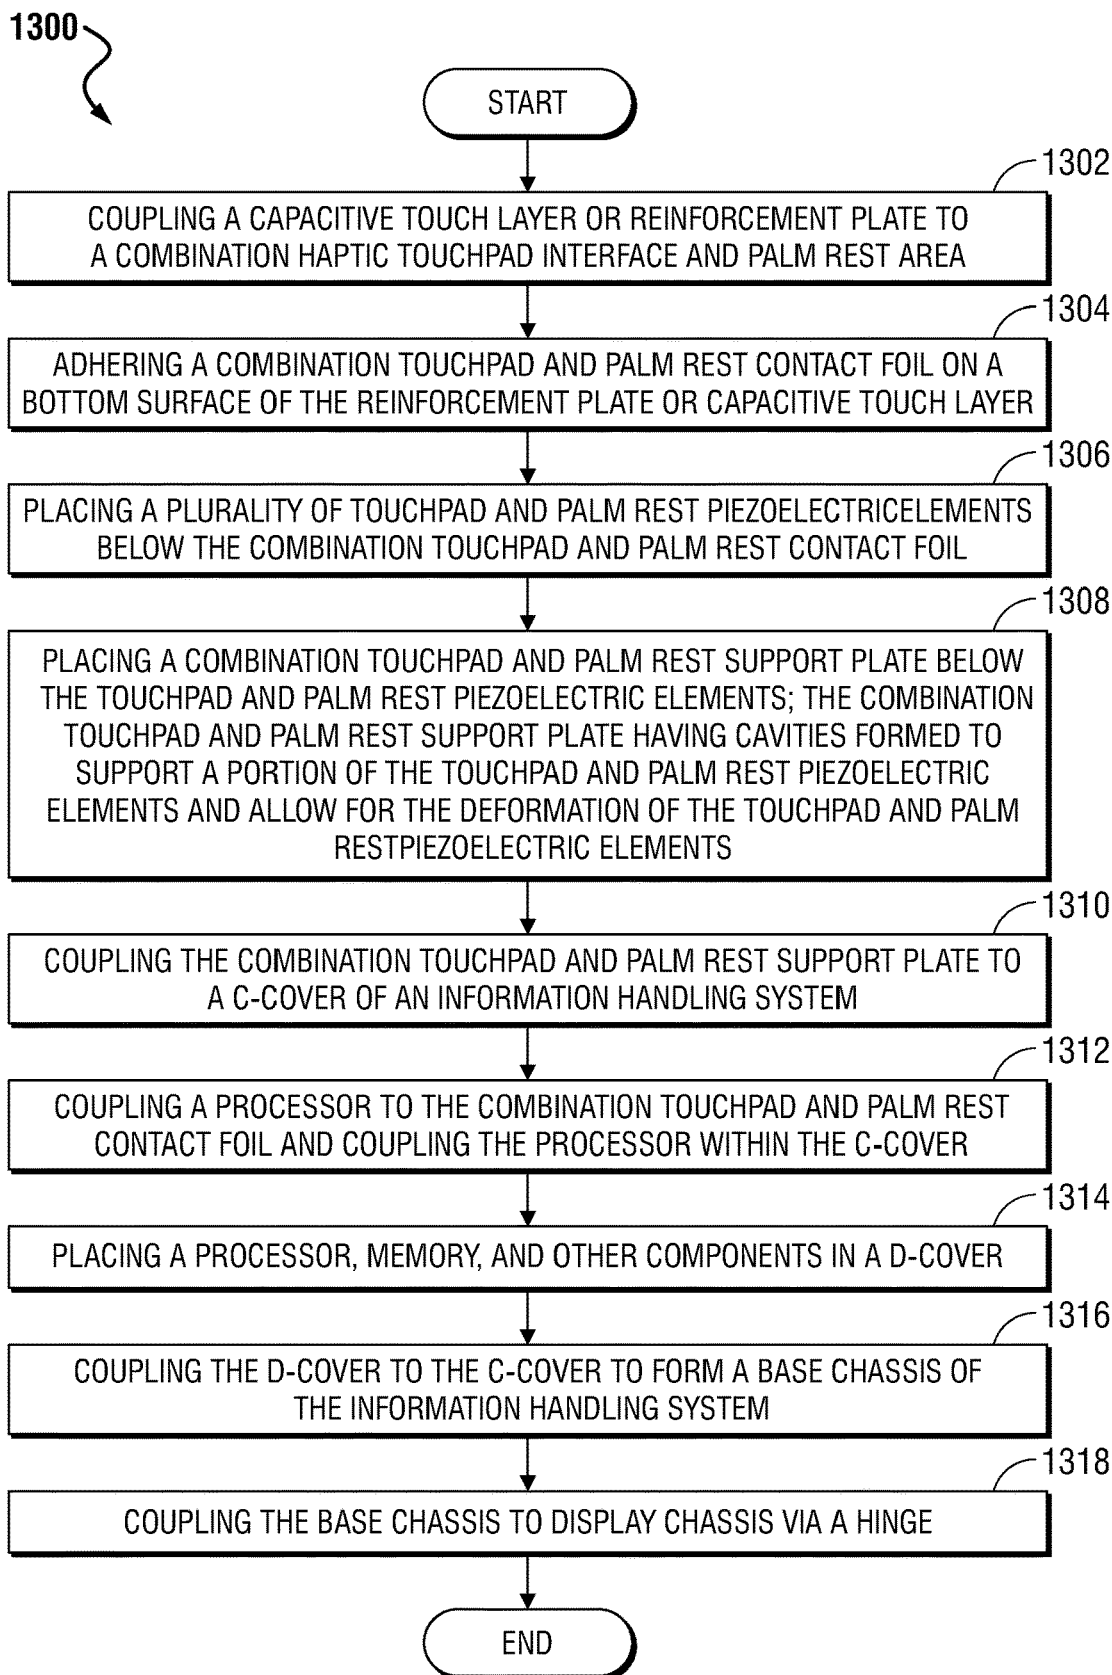 1300
START
1302
COUPLING A CAPACITIVE TOUCH LAYER OR REINFORCEMENT PLATE TO
A COMBINATION HAPTIC TOUCHPAD INTERFACE AND PALM REST AREA
1304
ADHERING A COMBINATION TOUCHPAD AND PALM REST CONTACT FOIL ON A
BOTTOM SURFACE OF THE REINFORCEMENT PLATE OR CAPACITIVE TOUCH LAYER
1306
PLACING A PLURALITY OF TOUCHPAD AND PALM REST PIEZOELECTRICELEMENTS
BELOW THE COMBINATION TOUCHPAD AND PALM REST CONTACT FOIL
1308
PLACING A COMBINATION TOUCHPAD AND PALM REST SUPPORT PLATE BELOW
THE TOUCHPAD AND PALM REST PIEZOELECTRIC ELEMENTS; THE COMBINATION
TOUCHPAD AND PALM REST SUPPORT PLATE HAVING CAVITIES FORMED TO
SUPPORT A PORTION OF THE TOUCHPAD AND PALM REST PIEZOELECTRIC
ELEMENTS AND ALLOW FOR THE DEFORMATION OF THE TOUCHPAD AND PALM
RESTPIEZOELECTRIC ELEMENTS
1310
COUPLING THE COMBINATION TOUCHPAD AND PALM REST SUPPORT PLATE TO
A C-COVER OF AN INFORMATION HANDLING SYSTEM
1312
COUPLING A PROCESSOR TO THE COMBINATION TOUCHPAD AND PALM REST
CONTACT FOIL AND COUPLING THE PROCESSOR WITHIN THE C-COVER
1314
PLACING A PROCESSOR, MEMORY, AND OTHER COMPONENTS IN A D-COVER
1316
COUPLING THE D-COVER TO THE C-COVER TO FORM A BASE CHASSIS OF
THE INFORMATION HANDLING SYSTEM
1318
COUPLING THE BASE CHASSIS TO DISPLAY CHASSIS VIA A HINGE
END